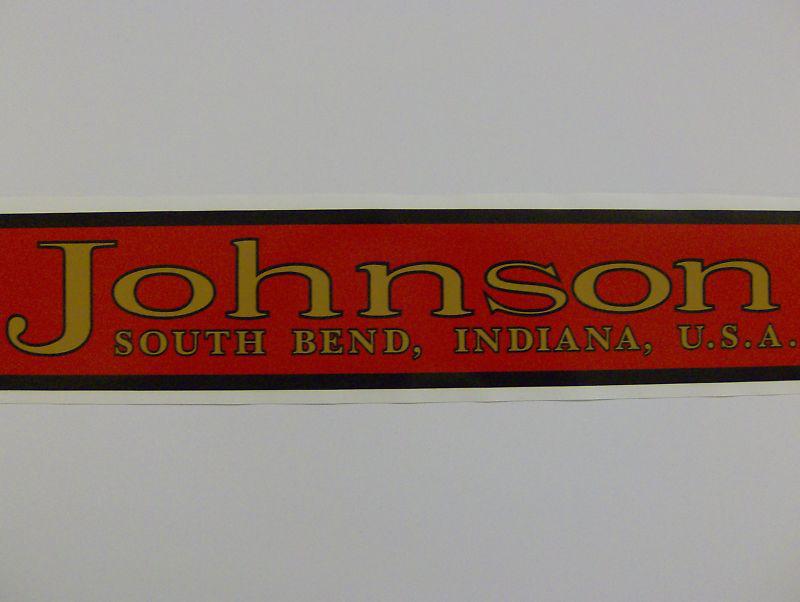 Johnson
SOUTH BEND, INDIANA, U.S.A.